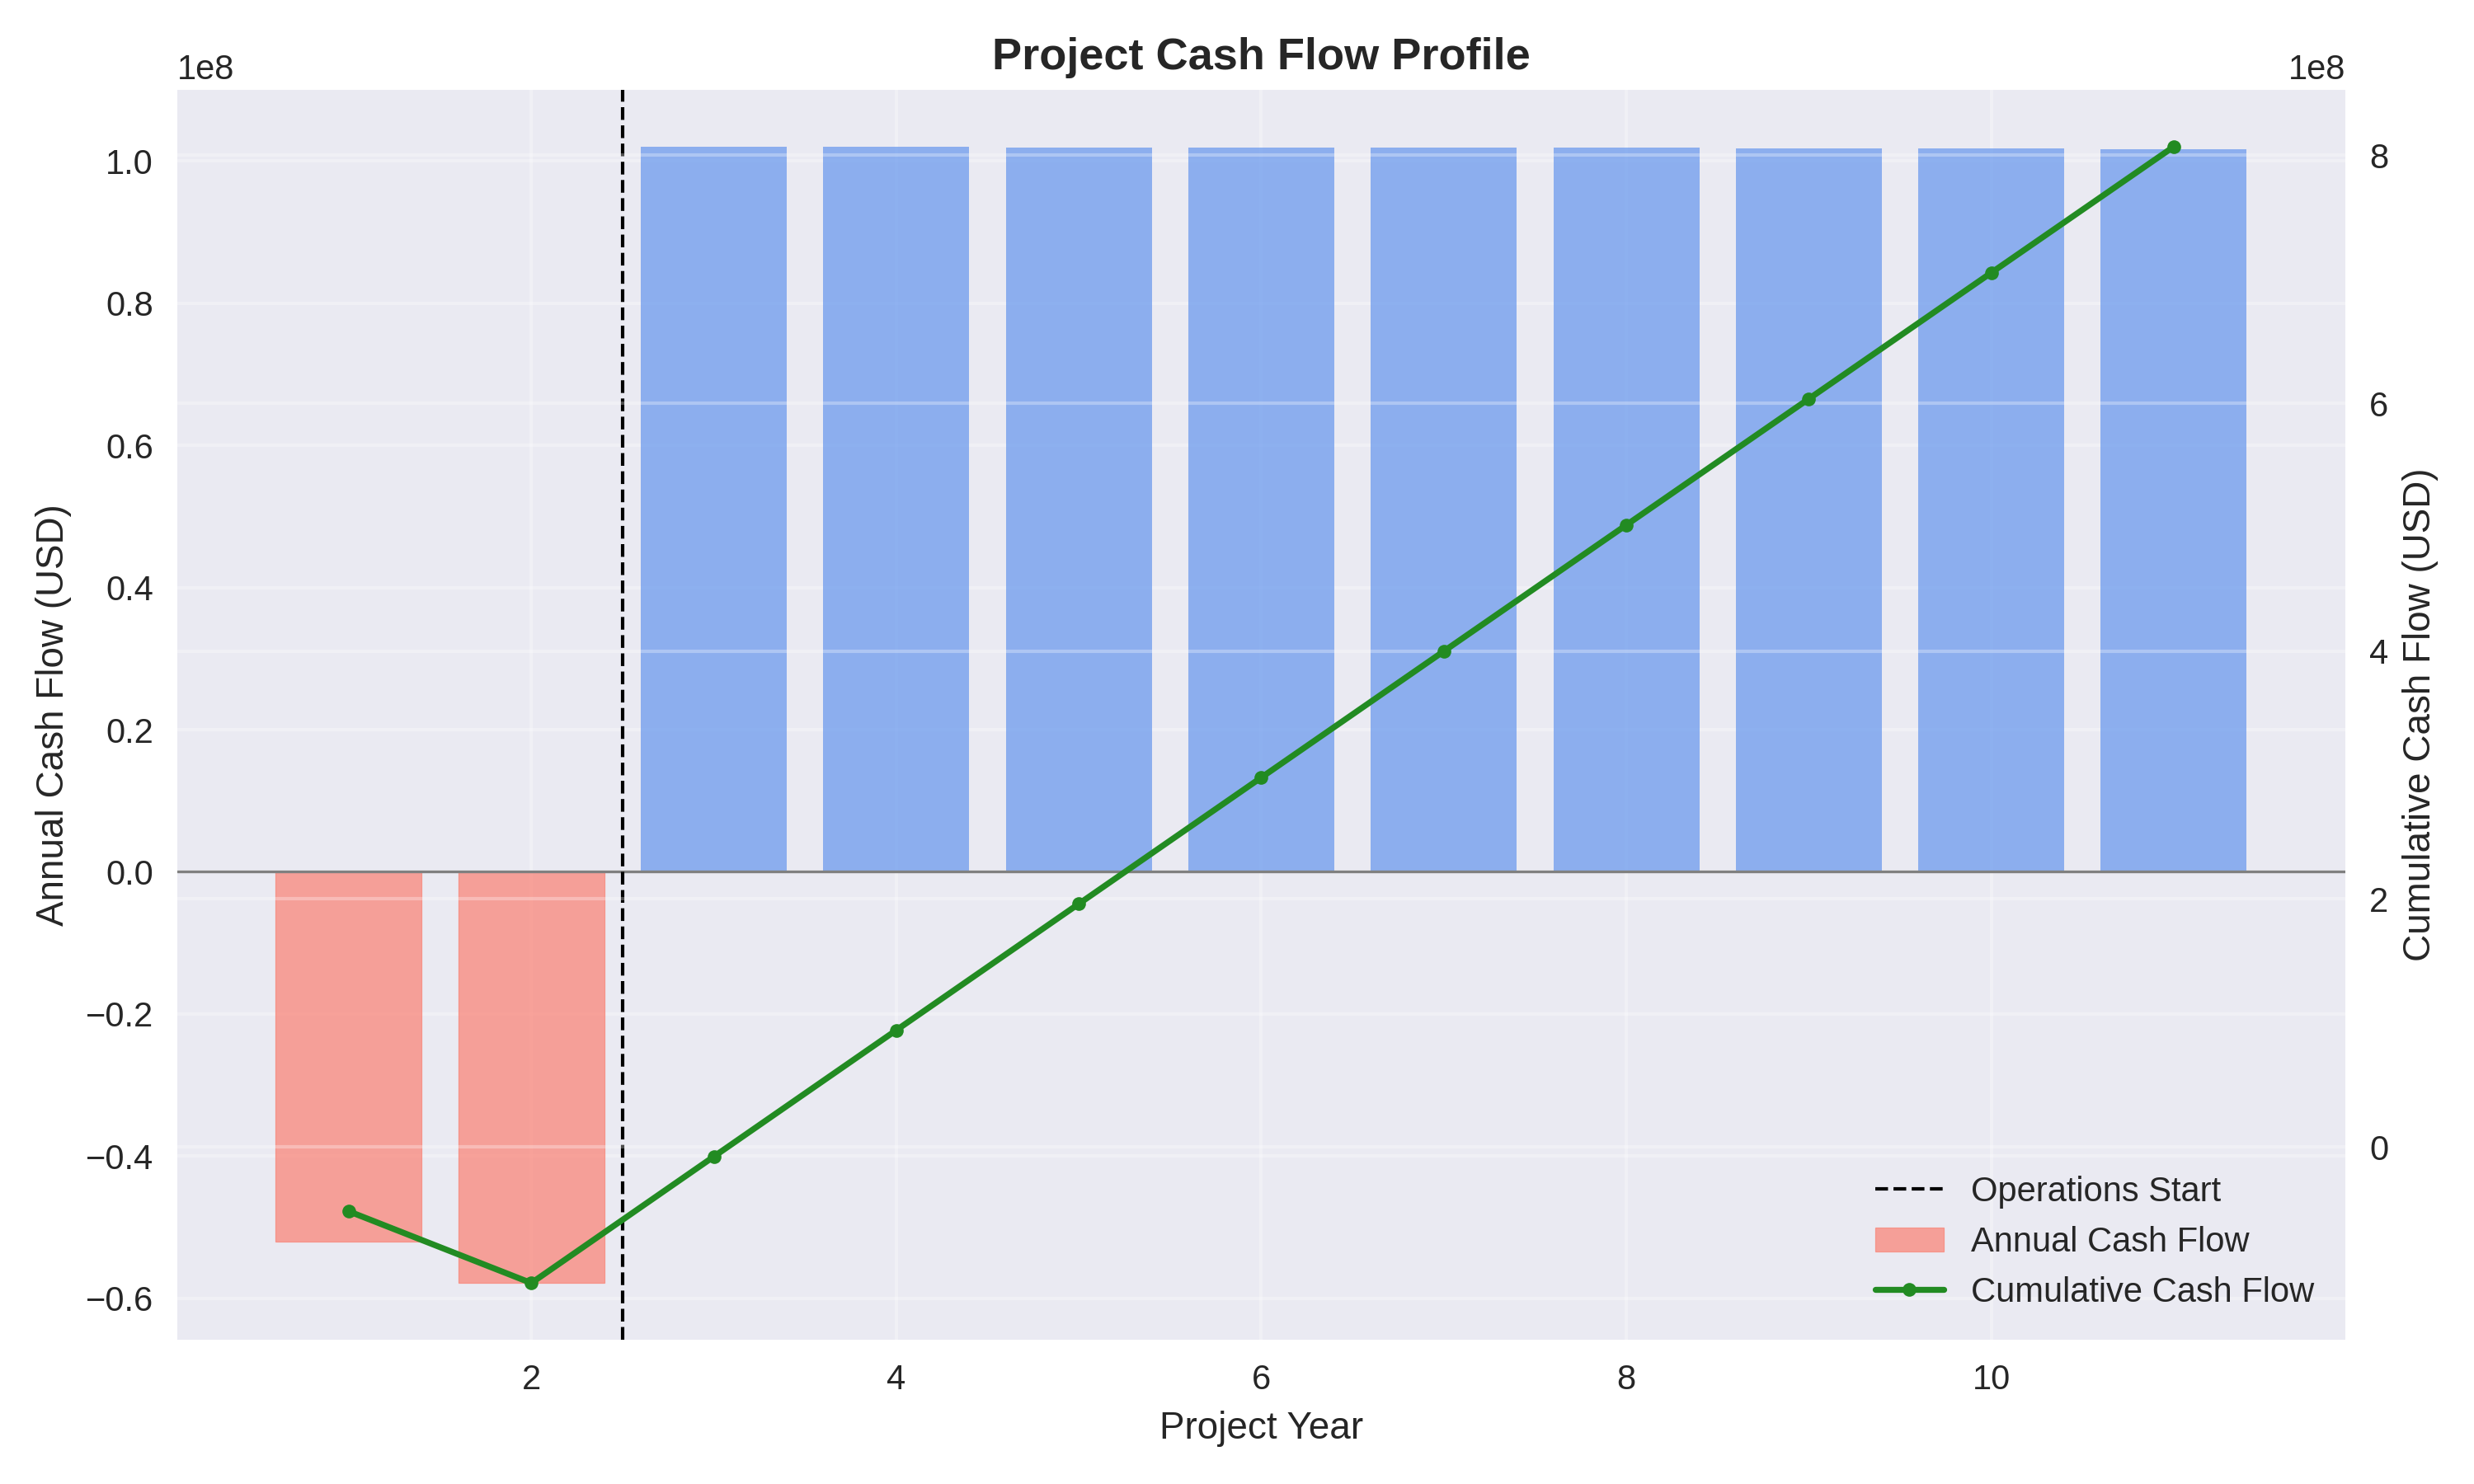 Project Cash Flow Profile
1e8
1e8
1.0
0.8
0.6
0.4
0.2
0.0
−0.2
−0.4
−0.6
Annual Cash Flow (USD)
8
6
4
2
0
Cumulative Cash Flow (USD)
Operations Start
Annual Cash Flow
Cumulative Cash Flow
2
4
6
8
10
Project Year